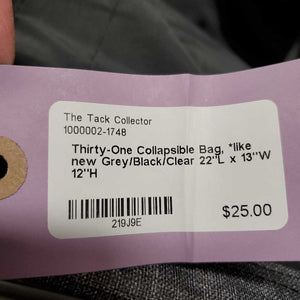 The Tack Collector
1000002-1748
Thirty-One Collapsible Bag, *like
new Grey/Black/Clear 22"L x 13"W
12"H
219J9E
$25.00